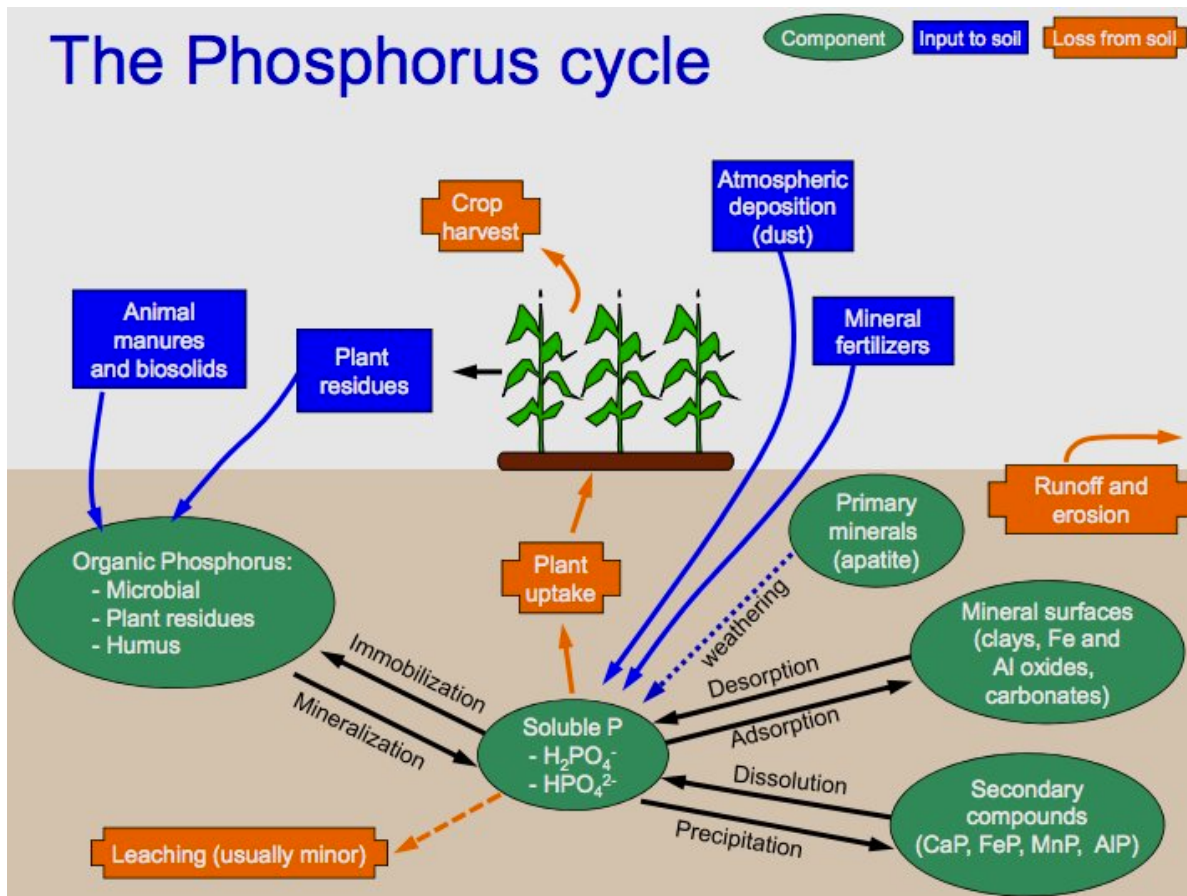 The Phosphorus cycle
Component
Input to soil
Loss from soil
Atmospheric
deposition
(dust)
Crop
harvest
Animal
manures
and biosolids
Plant
residues
Mineral
fertilizers
Runoff and
erosion
Primary
minerals
(apatite)
Organic Phosphorus:
- Microbial
- Plant residues
- Humus
Plant
uptake
weathering
Mineral surfaces
(clays, Fe and
Al oxides,
carbonates)
Immobilization
Mineralization
Desorption
Adsorption
Soluble P
- H₂PO₄⁻
- HPO₄²⁻
Dissolution
Precipitation
Secondary
compounds
(CaP, FeP, MnP, AlP)
Leaching (usually minor)